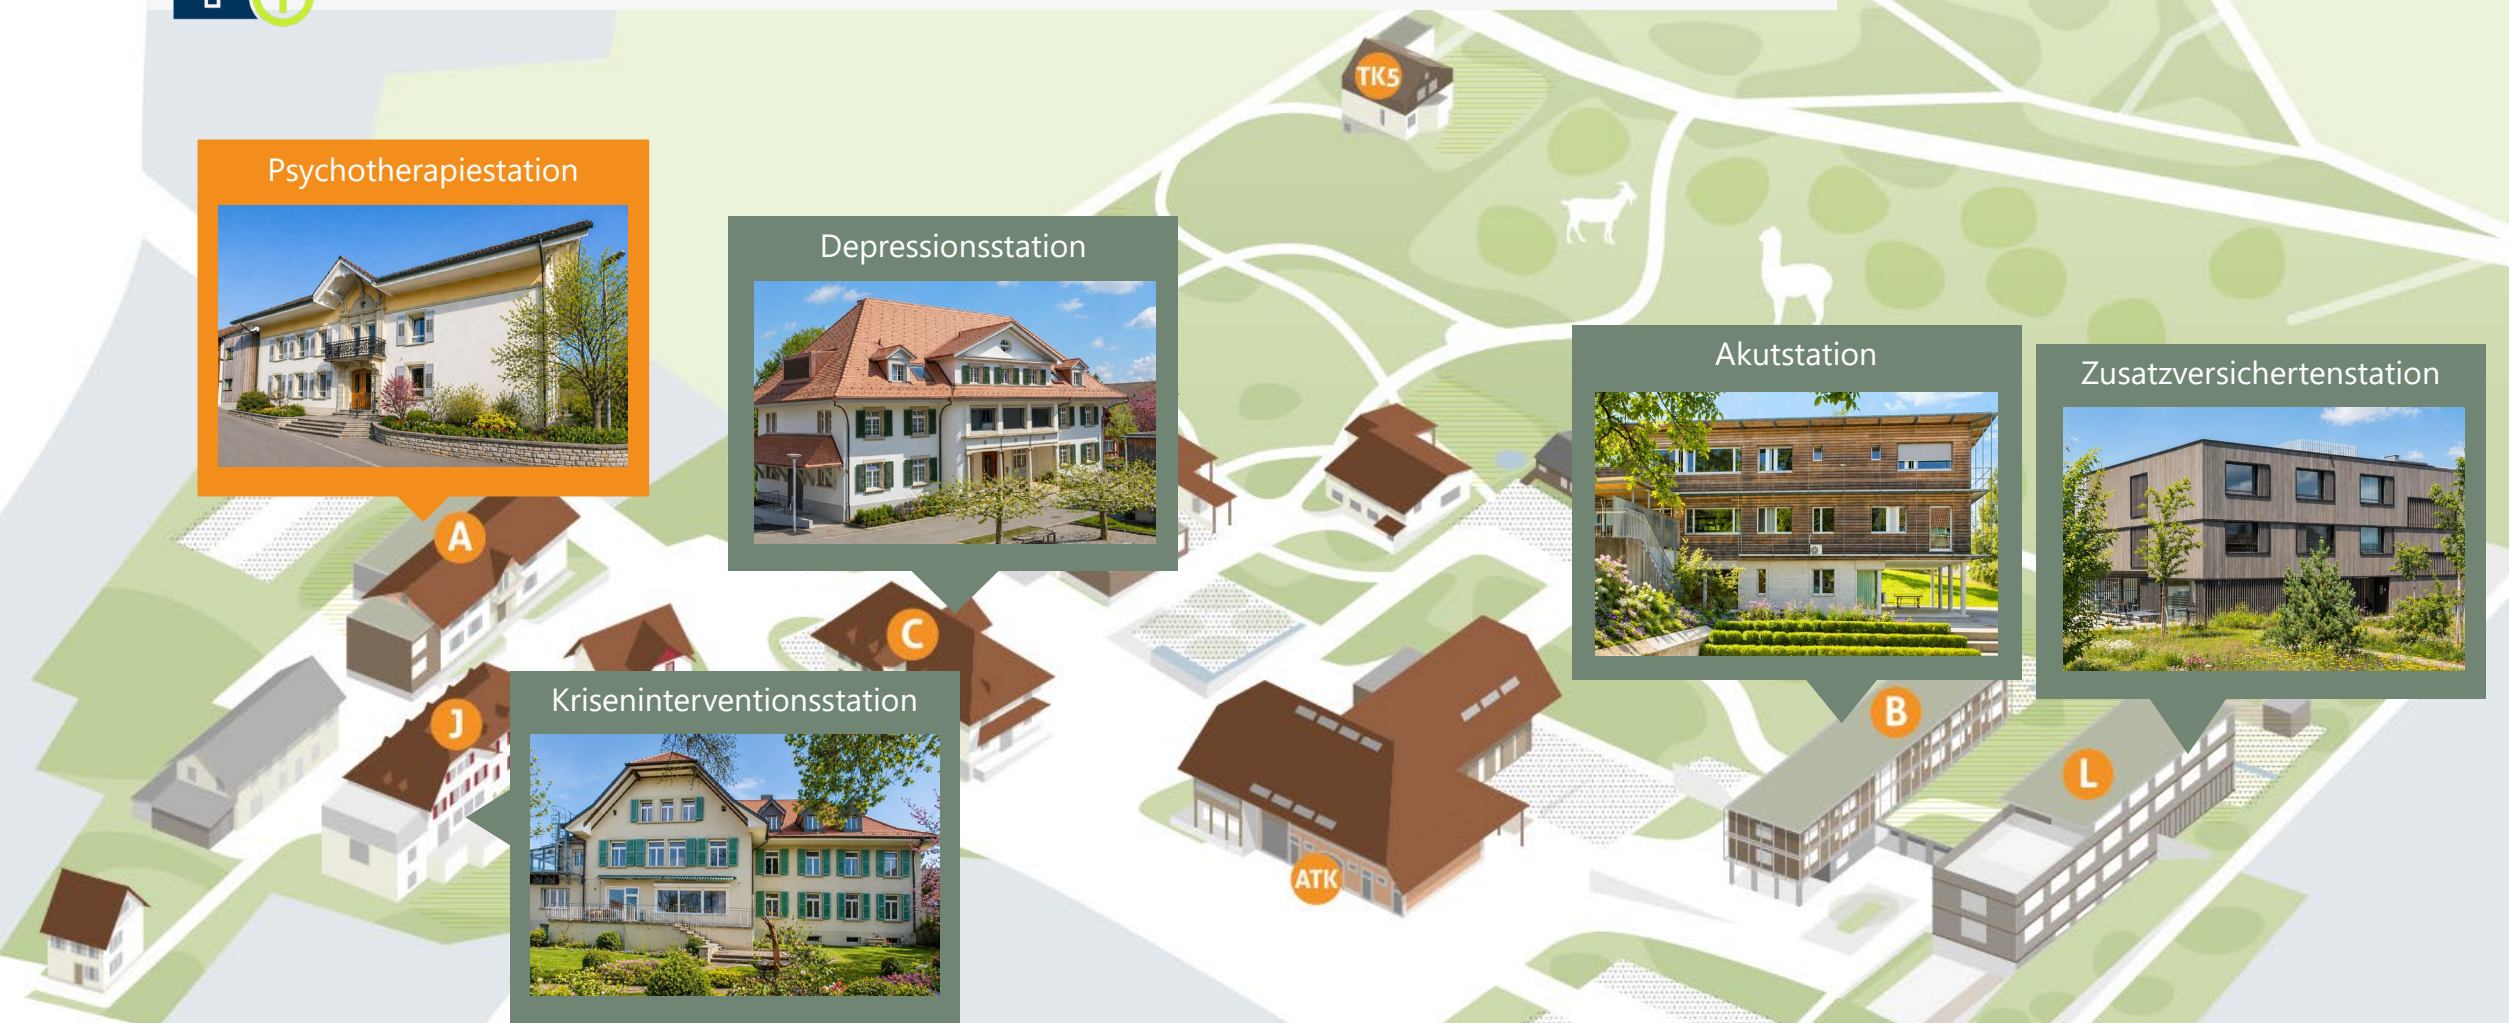 TK5
Psychotherapiestation
Depressionsstation
Akutstation
Zusatzversichertenstation
A
C
Kriseninterventionsstation
J
B
L
ATK